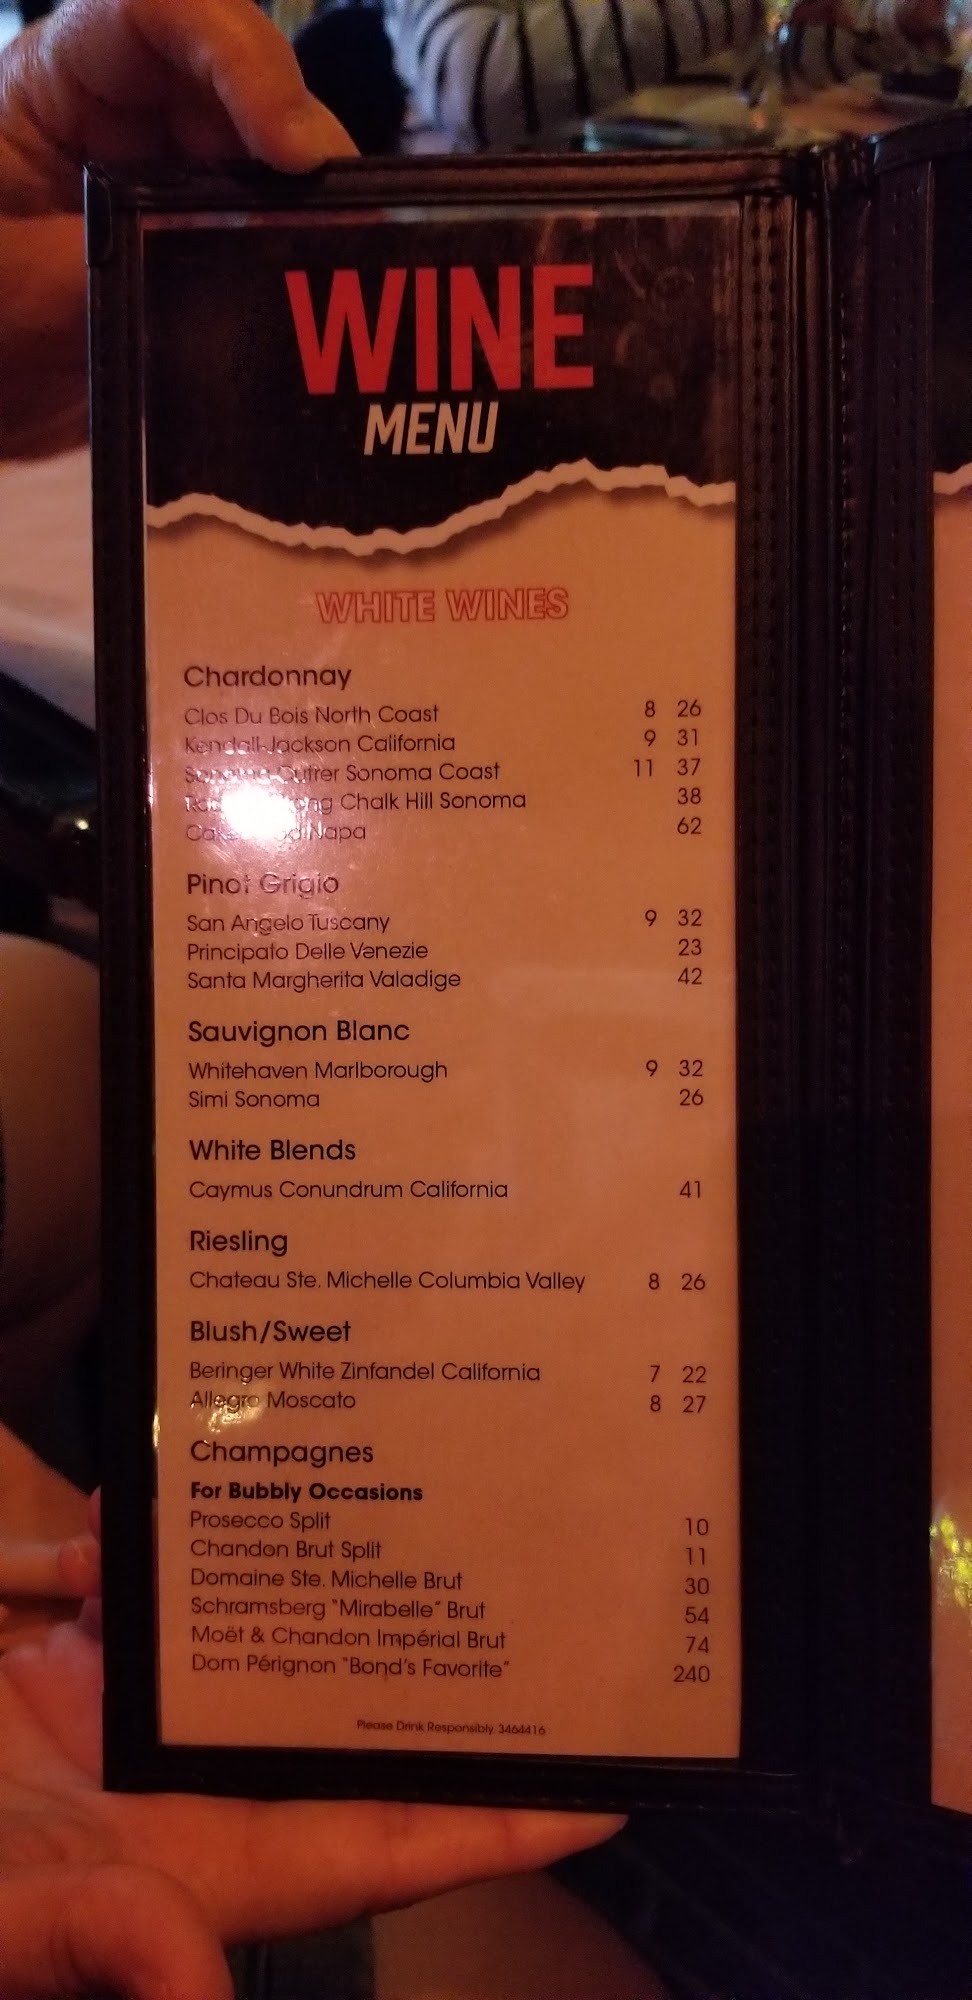 WINE
MENU
WHITE WINES
Chardonnay
Clos Du Bois North Coast 8 26
Kendall-Jackson California 9 31
Cutrer Sonoma Coast 11 37
Chalk Hill Sonoma 38
Napa 62
Pinot Grigio
San Angelo Tuscany 9 32
Principato Delle Venezie 23
Santa Margherita Valadige 42
Sauvignon Blanc
Whitehaven Marlborough 9 32
Simi Sonoma 26
White Blends
Caymus Conundrum California 41
Riesling
Chateau Ste. Michelle Columbia Valley 8 26
Blush/Sweet
Beringer White Zinfandel California 7 22
Allegro Moscato 8 27
Champagnes
For Bubbly Occasions
Prosecco Split 10
Chandon Brut Split 11
Domaine Ste. Michelle Brut 30
Schramsberg "Mirabelle" Brut 54
Moët & Chandon Impérial Brut 74
Dom Pérignon "Bond's Favorite" 240
Please Drink Responsibly. 3464416